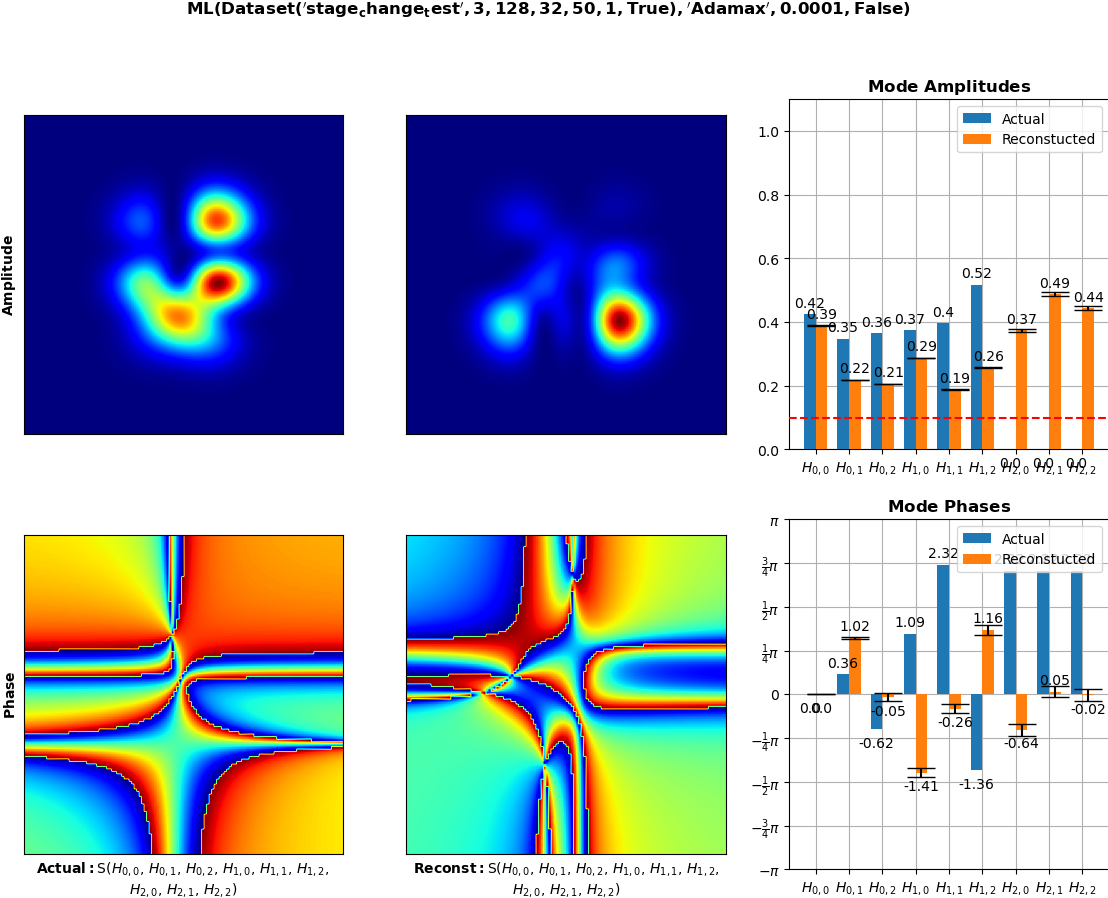 ML(Dataset('stage_change_test', 3, 128, 32, 50, 1, True), 'Adamax', 0.0001, False)
Amplitude
Mode Amplitudes
Actual
Reconstucted
1.0
0.8
0.6
0.4
0.2
0.0
0.42
0.39
0.35
0.22
0.36
0.21
0.37
0.29
0.4
0.19
0.52
0.26
0.37
0.49
0.44
0.0
0.0
0.0
H0,0 H0,1 H0,2 H1,0 H1,1 H1,2 H2,0 H2,1 H2,2
Phase
Mode Phases
Actual
Reconstucted
π
3/4π
1/2π
1/4π
0
−1/4π
−1/2π
−3/4π
−π
0.0
0.36
1.02
-0.62
-0.05
1.09
-1.41
2.32
-0.26
-1.36
1.16
-0.64
0.05
-0.02
H0,0 H0,1 H0,2 H1,0 H1,1 H1,2 H2,0 H2,1 H2,2
Actual: S(H0,0, H0,1, H0,2, H1,0, H1,1, H1,2,
H2,0, H2,1, H2,2)
Reconst: S(H0,0, H0,1, H0,2, H1,0, H1,1, H1,2,
H2,0, H2,1, H2,2)